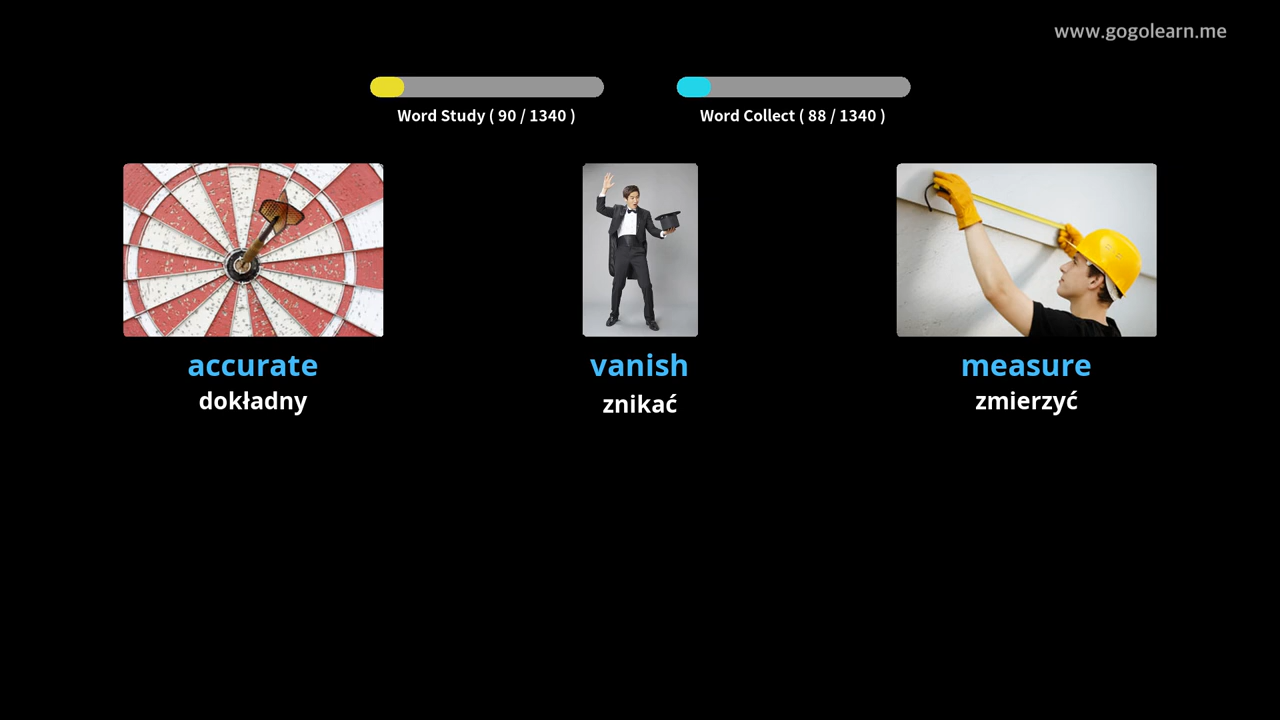 www.gogolearn.me
Word Study ( 90 / 1340 )
Word Collect ( 88 / 1340 )
accurate
dokładny
vanish
znikać
measure
zmierzyć